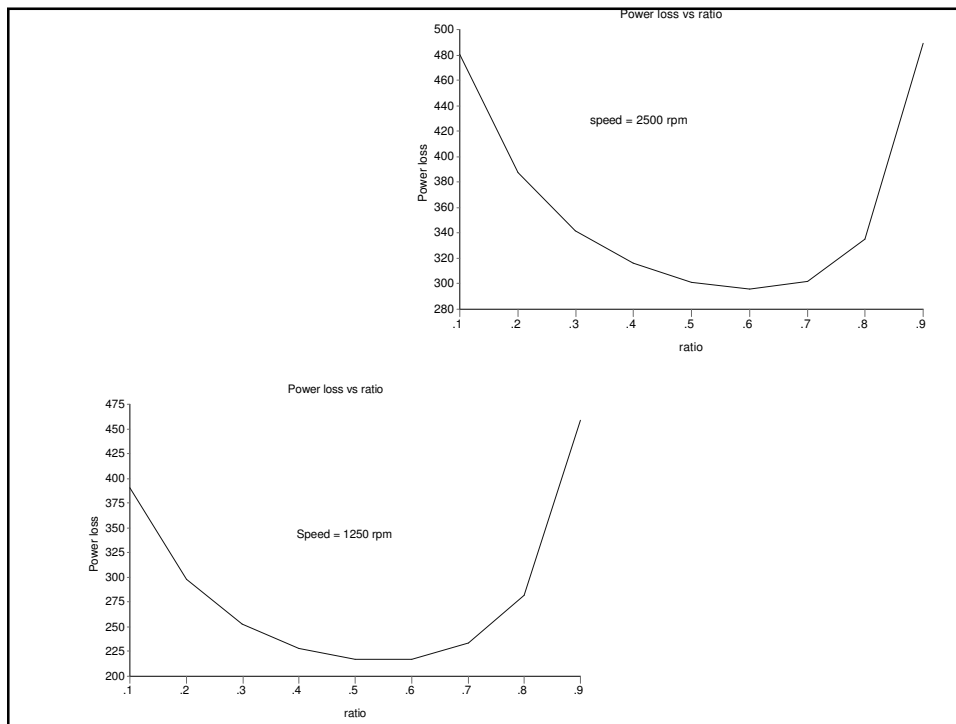 Power loss vs ratio
500
480
460
440
420
400
380
360
340
320
300
280
Power loss
speed = 2500 rpm
.1 .2 .3 .4 .5 .6 .7 .8 .9
ratio
Power loss vs ratio
475
450
425
400
375
350
325
300
275
250
225
200
Power loss
Speed = 1250 rpm
.1 .2 .3 .4 .5 .6 .7 .8 .9
ratio